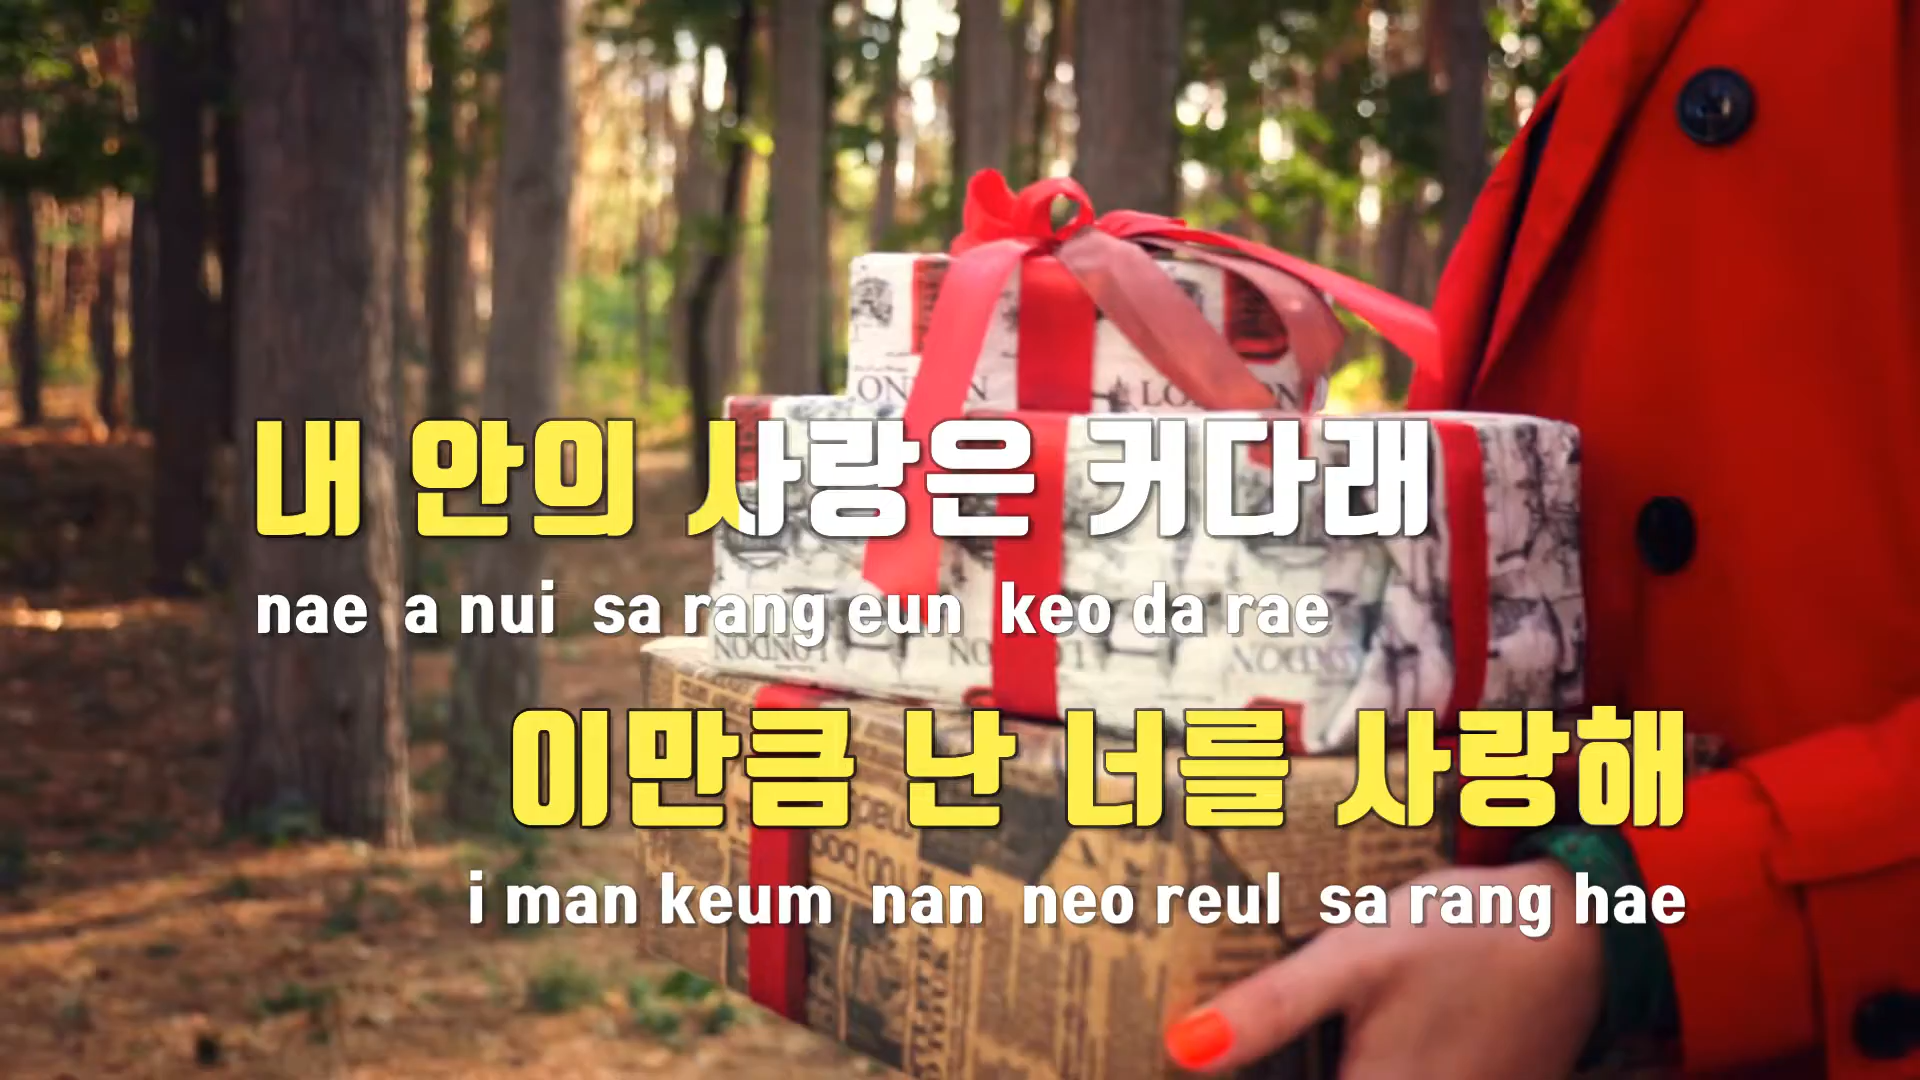 내 안의 사랑은 커다래
nae a nui sa rang eun keo da rae
이만큼 난 너를 사랑해
i man keum nan neo reul sa rang hae